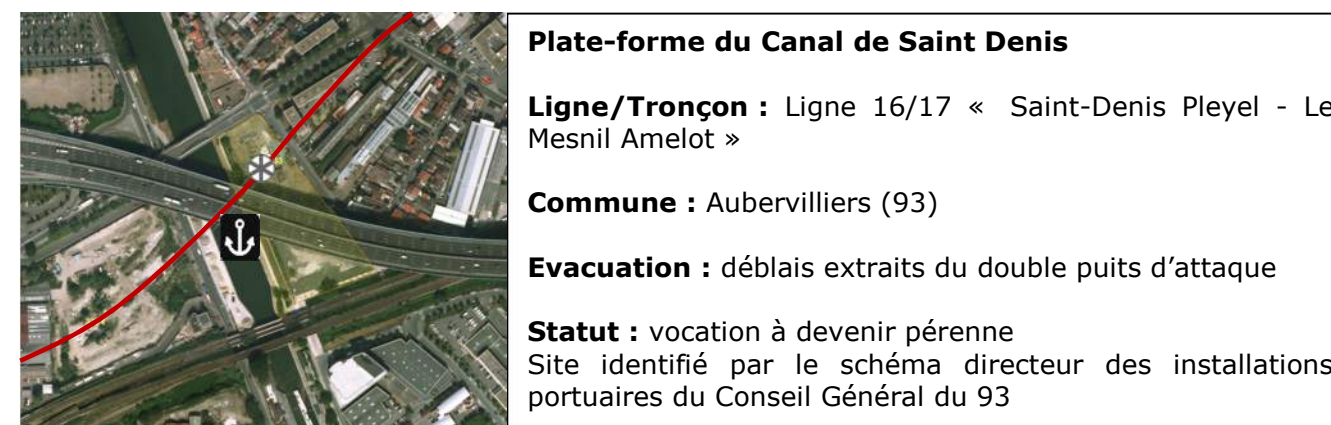 Plate-forme du Canal de Saint Denis
Ligne/Tronçon : Ligne 16/17 « Saint-Denis Pleyel - Le
Mesnil Amelot »
Commune : Aubervilliers (93)
Evacuation : déblais extraits du double puits d’attaque
Statut : vocation à devenir pérenne
Site identifié par le schéma directeur des installations
portuaires du Conseil Général du 93